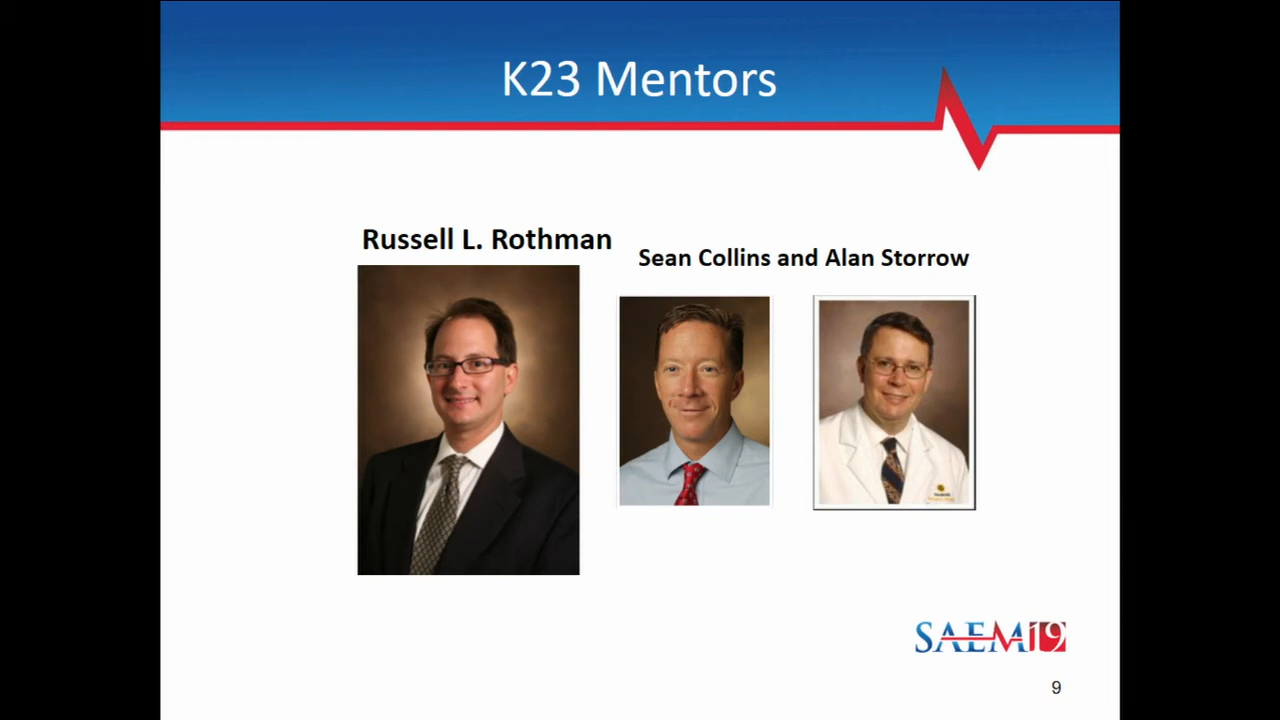 K23 Mentors
Russell L. Rothman
Sean Collins and Alan Storrow
SAEM19
9